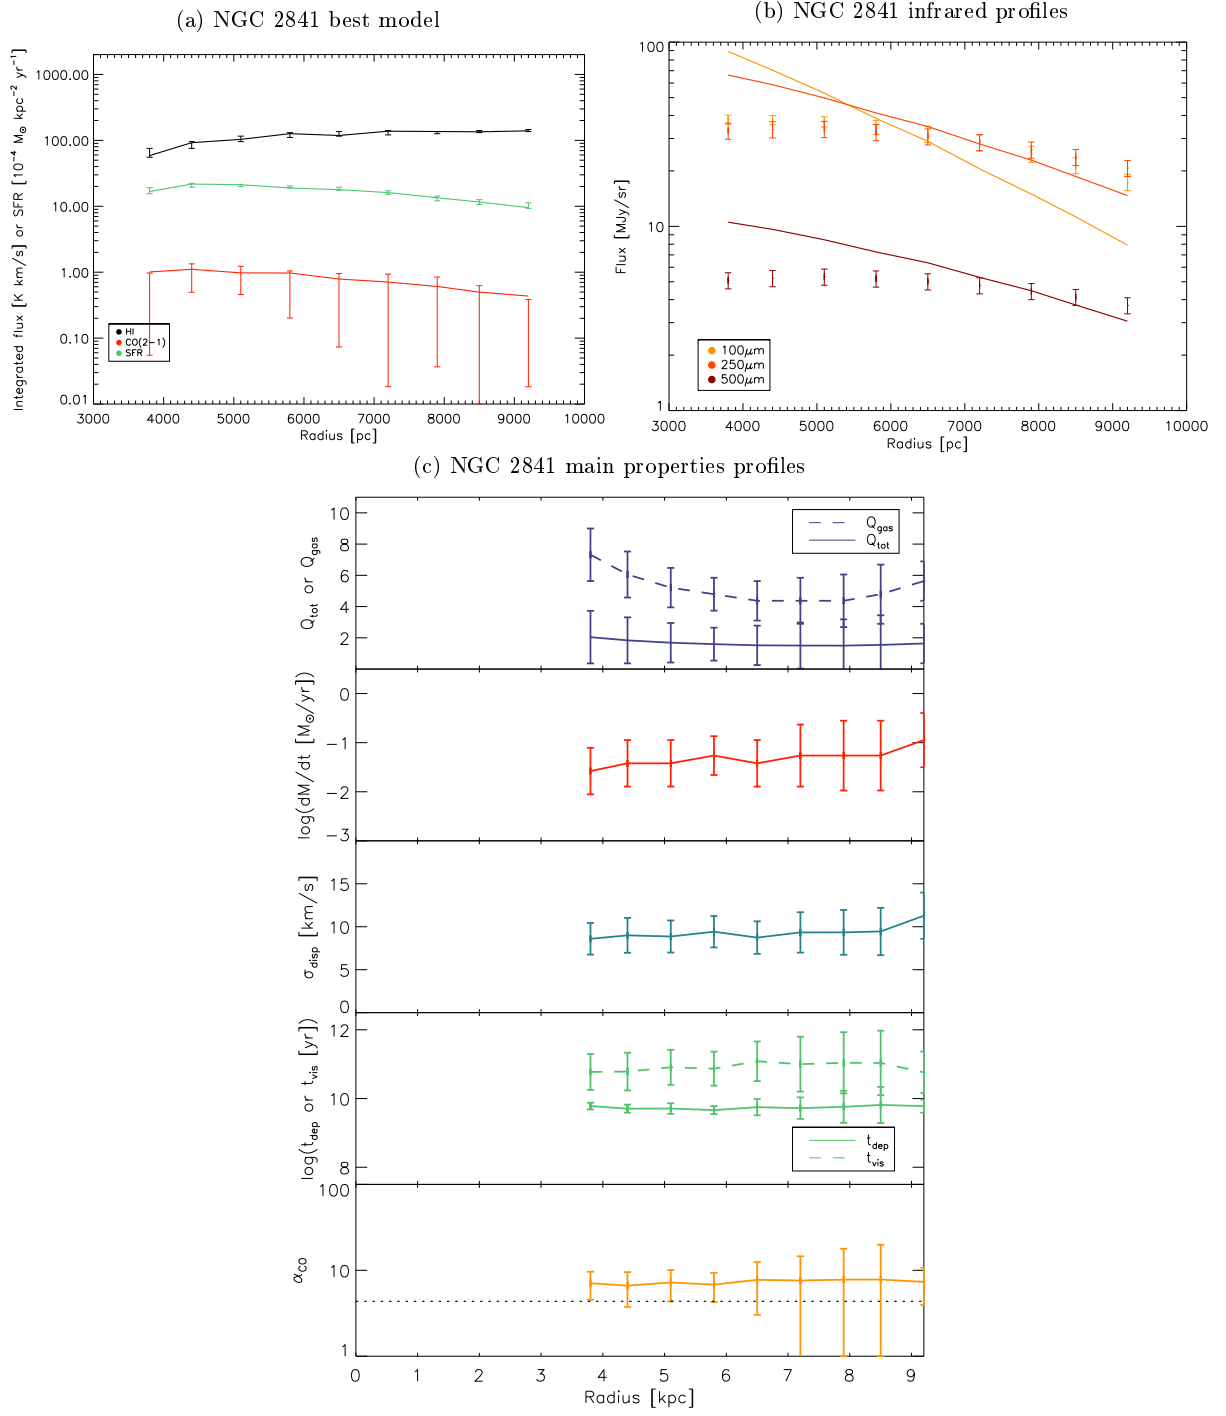 (a) NGC 2841 best model
(b) NGC 2841 infrared profiles
Integrated flux [K km/s] or SFR [10⁻⁴ M☉ kpc⁻² yr⁻¹]
1000.00
100.00
10.00
1.00
0.10
0.01
HI
CO(2-1)
SFR
3000 4000 5000 6000 7000 8000 9000 10000
Radius [pc]
Flux [MJy/sr]
100
10
1
100μm
250μm
500μm
3000 4000 5000 6000 7000 8000 9000 10000
Radius [pc]
(c) NGC 2841 main properties profiles
Q_tot or Q_gas
10
8
6
4
2
Q_gas
Q_tot
log(dM/dt [M☉/yr])
0
-1
-2
-3
σ_disp [km/s]
15
10
5
0
log(t_dep or t_vis [yr])
12
10
8
t_dep
t_vis
α_CO
100
10
1
0 1 2 3 4 5 6 7 8 9
Radius [kpc]